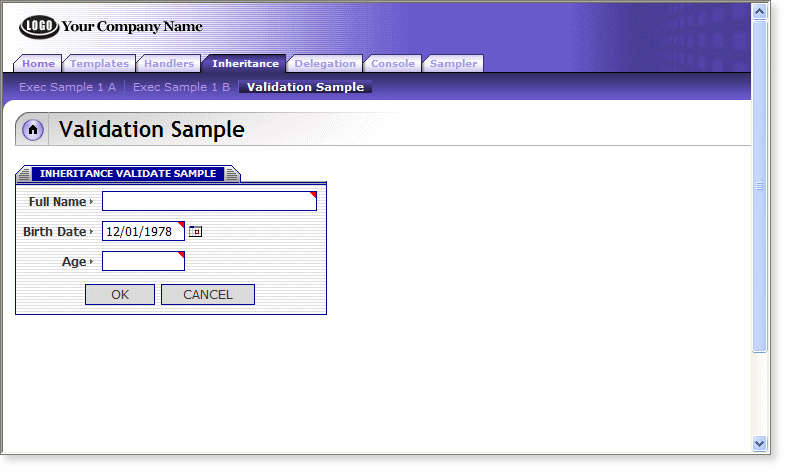 LOGO Your Company Name
Home Templates Handlers Inheritance Delegation Console Sampler
Exec Sample 1 A Exec Sample 1 B Validation Sample
Validation Sample
INHERITANCE VALIDATE SAMPLE
Full Name
Birth Date 12/01/1978
Age
OK CANCEL